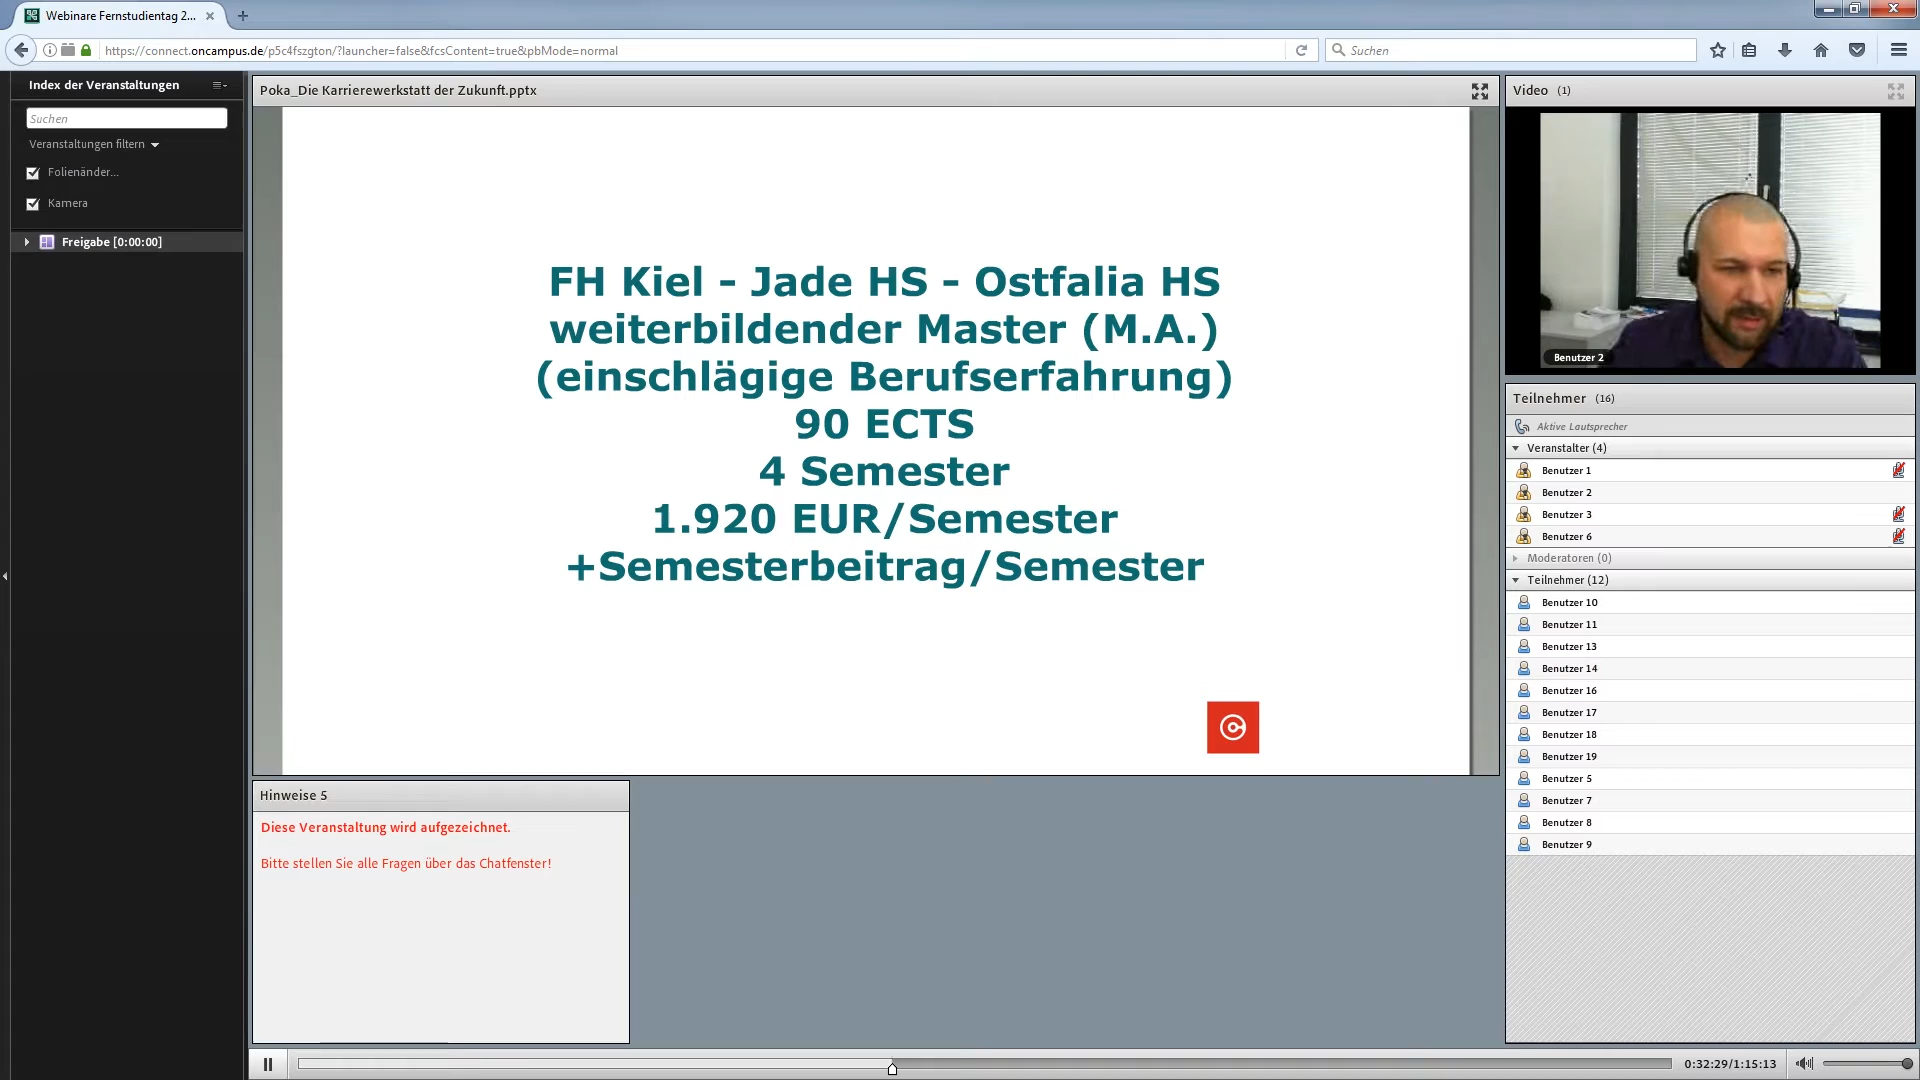 Webinare Fernstudientag 2...
https://connect.oncampus.de/p5c4fszgton/?launcher=false&fcsContent=true&pbMode=normal
Suchen
Index der Veranstaltungen
Suchen
Veranstaltungen filtern
Folienänder...
Kamera
Freigabe [0:00:00]
Poka_Die Karrierewerkstatt der Zukunft.pptx
FH Kiel - Jade HS - Ostfalia HS
weiterbildender Master (M.A.)
(einschlägige Berufserfahrung)
90 ECTS
4 Semester
1.920 EUR/Semester
+Semesterbeitrag/Semester
Hinweise 5
Diese Veranstaltung wird aufgezeichnet.
Bitte stellen Sie alle Fragen über das Chatfenster!
Video (1)
Benutzer 2
Teilnehmer (16)
Aktive Lautsprecher
Veranstalter (4)
Benutzer 1
Benutzer 2
Benutzer 3
Benutzer 6
Moderatoren (0)
Teilnehmer (12)
Benutzer 10
Benutzer 11
Benutzer 13
Benutzer 14
Benutzer 16
Benutzer 17
Benutzer 18
Benutzer 19
Benutzer 5
Benutzer 7
Benutzer 8
Benutzer 9
0:32:29/1:15:13